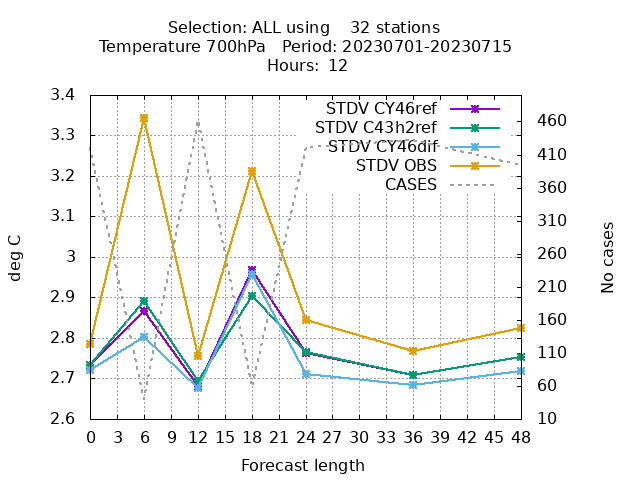 Selection: ALL using 32 stations
Temperature 700hPa Period: 20230701-20230715
Hours: 12
STDV CY46ref
STDV C43h2ref
STDV CY46dif
STDV OBS
CASES
3.4
3.3
3.2
3.1
3
2.9
2.8
2.7
2.6
deg C
460
410
360
310
260
210
160
110
60
10
No cases
0 3 6 9 12 15 18 21 24 27 30 33 36 39 42 45 48
Forecast length